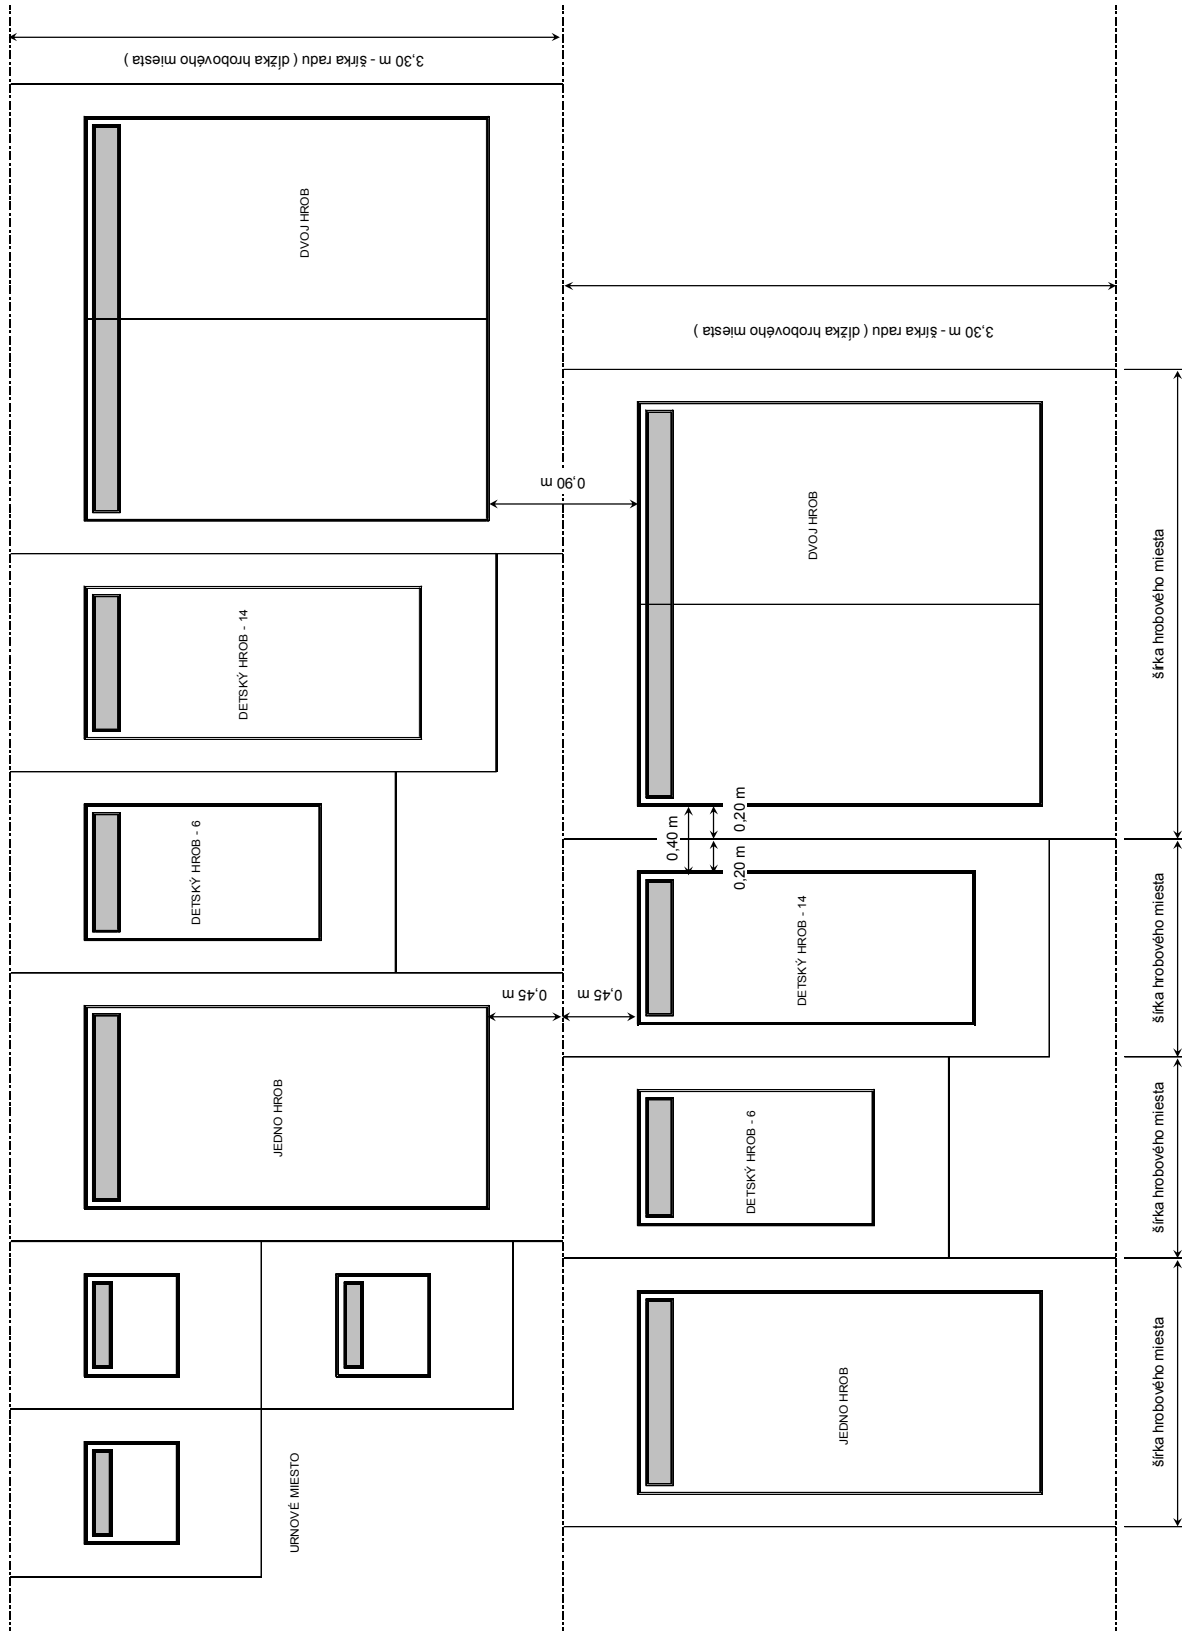 3,30 m - šírka radu ( dĺžka hrobového miesta )
DVOJ HROB
DETSKÝ HROB - 14
DETSKÝ HROB - 6
JEDNO HROB
URNOVÉ MIESTO
0,90 m
0,45 m
0,45 m
3,30 m - šírka radu ( dĺžka hrobového miesta )
DVOJ HROB
0,40 m
0,20 m
0,20 m
DETSKÝ HROB - 14
DETSKÝ HROB - 6
JEDNO HROB
šírka hrobového miesta
šírka hrobového miesta
šírka hrobového miesta
šírka hrobového miesta